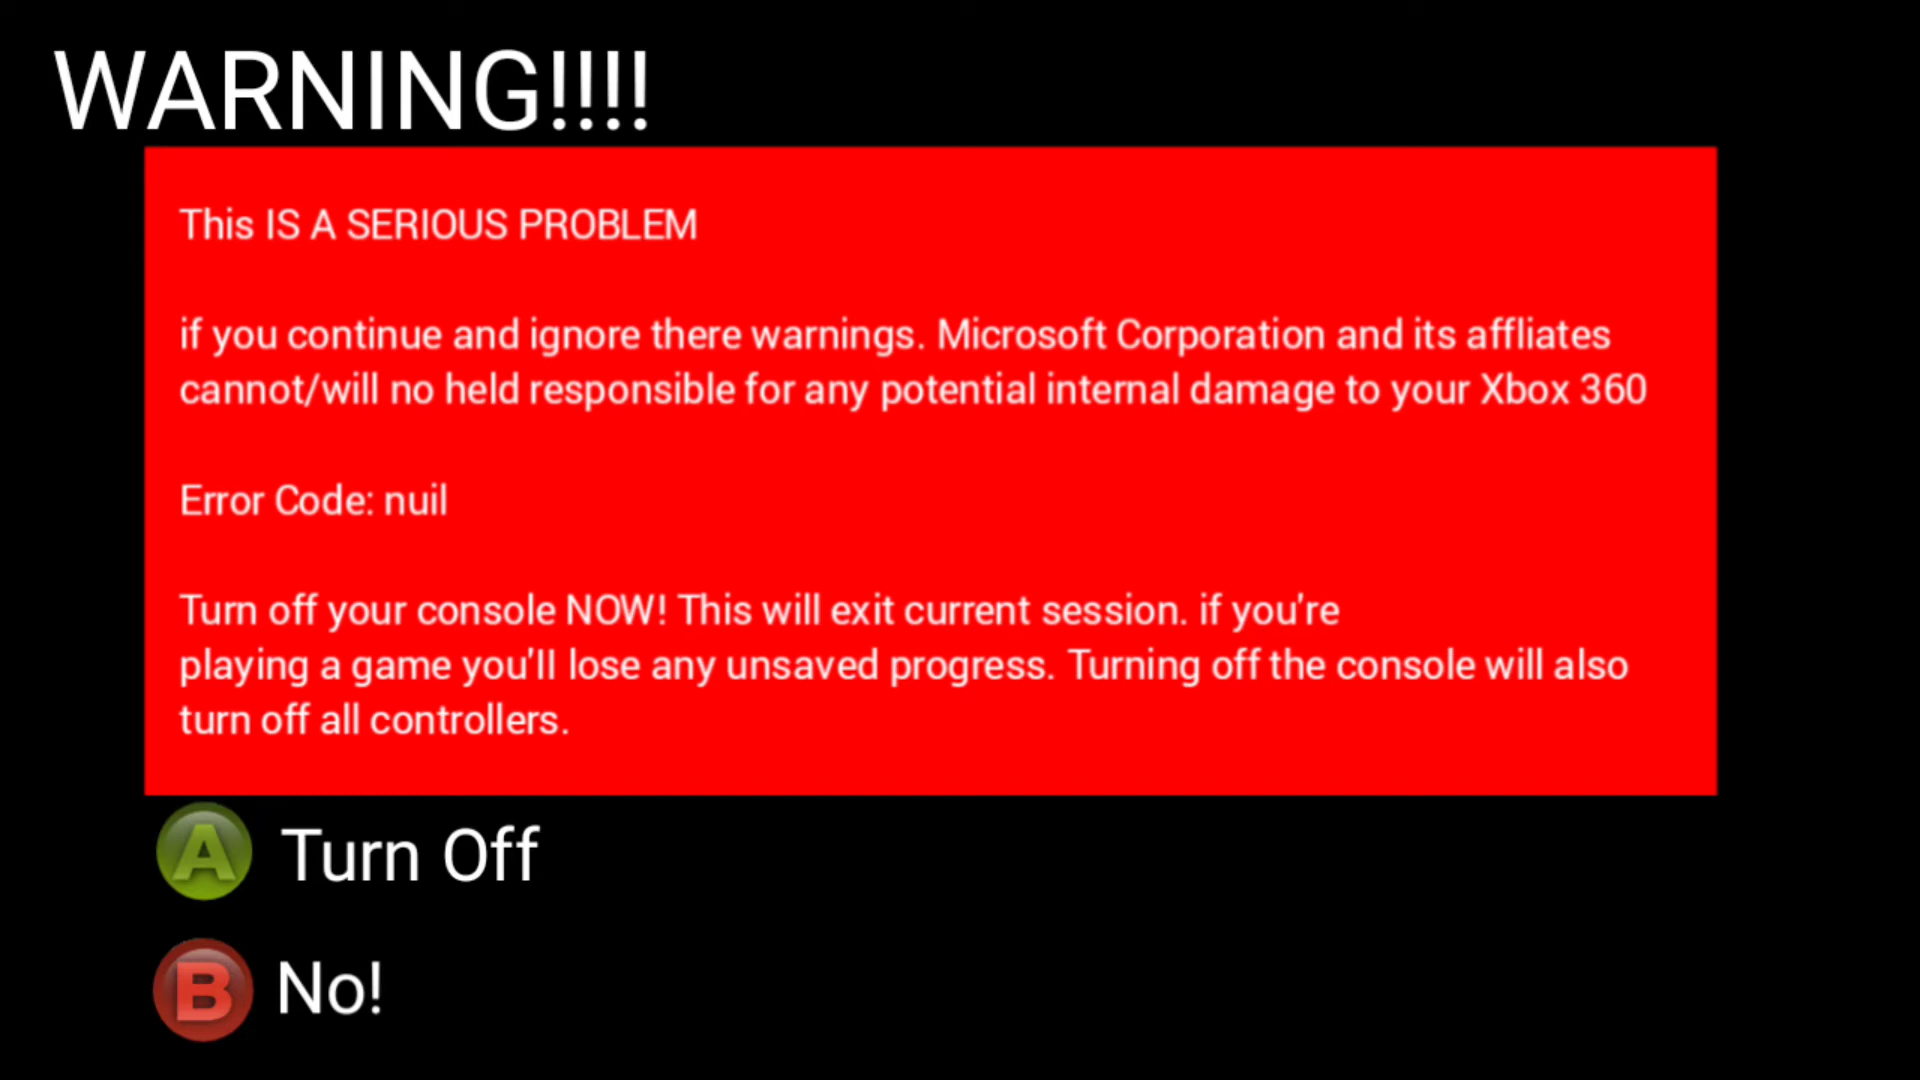 WARNING!!!!
This IS A SERIOUS PROBLEM
if you continue and ignore there warnings. Microsoft Corporation and its affliates
cannot/will no held responsible for any potential internal damage to your Xbox 360
Error Code: nuil
Turn off your console NOW! This will exit current session. if you're
playing a game you'II lose any unsaved progress. Turning off the console will also
turn off all controllers.
A Turn Off
B No!